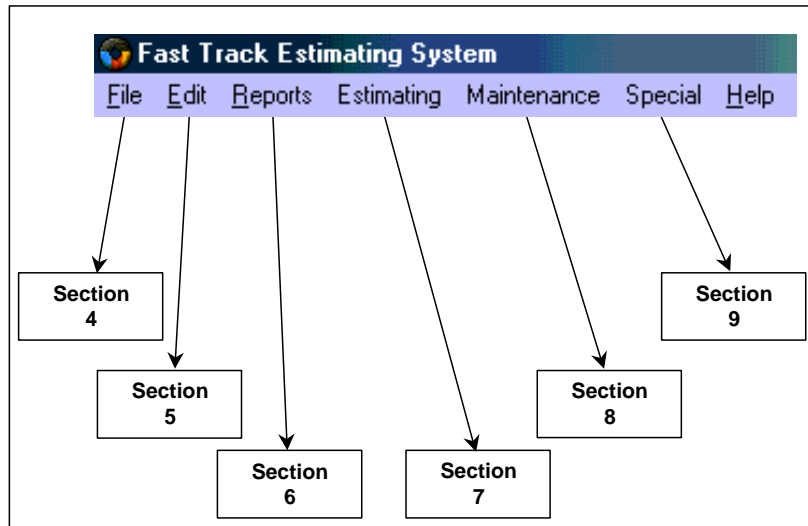 Fast Track Estimating System
File Edit Reports Estimating Maintenance Special Help
Section
4
Section
9
Section
5
Section
8
Section
6
Section
7